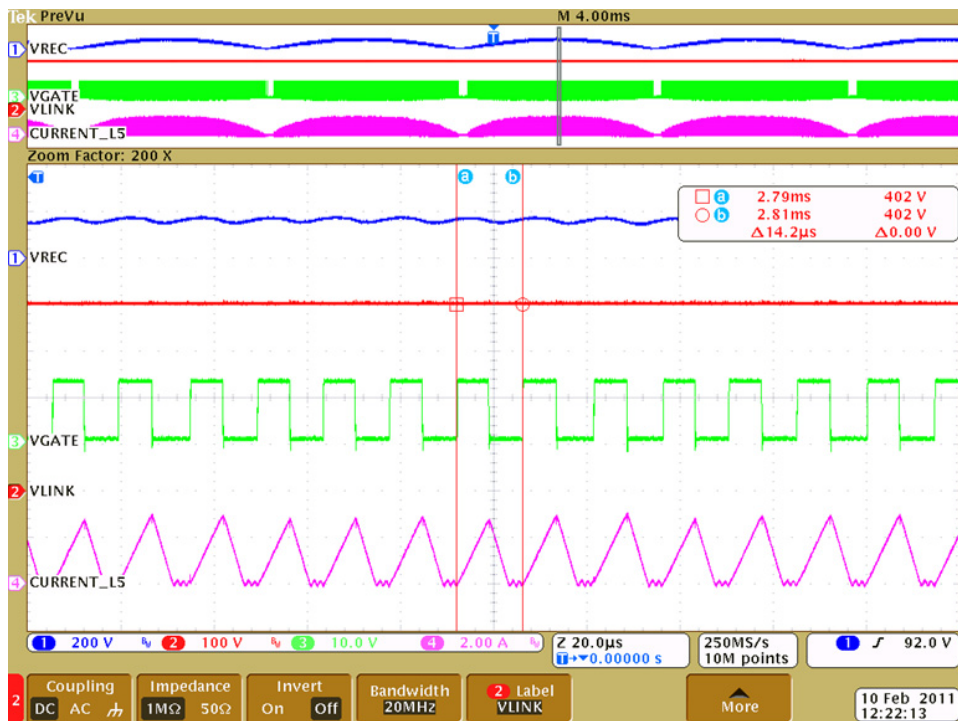 Tek PreVu M 4.00ms
1 VREC
T
3 VGATE
2 VLINK
4 CURRENT_L5
Zoom Factor: 200 X
T a b
a 2.79ms 402 V
b 2.81ms 402 V
Δ14.2µs Δ0.00 V
1 VREC
3 VGATE
2 VLINK
4 CURRENT_L5
1 200 V BW 2 100 V BW 3 10.0 V 4 2.00 A BW Z 20.0µs 250MS/s 1 92.0 V
T→▼0.00000 s 10M points
2 Coupling Impedance Invert Bandwidth 2 Label More
DC AC 1MΩ 50Ω On Off 20MHz VLINK
10 Feb 2011
12:22:13